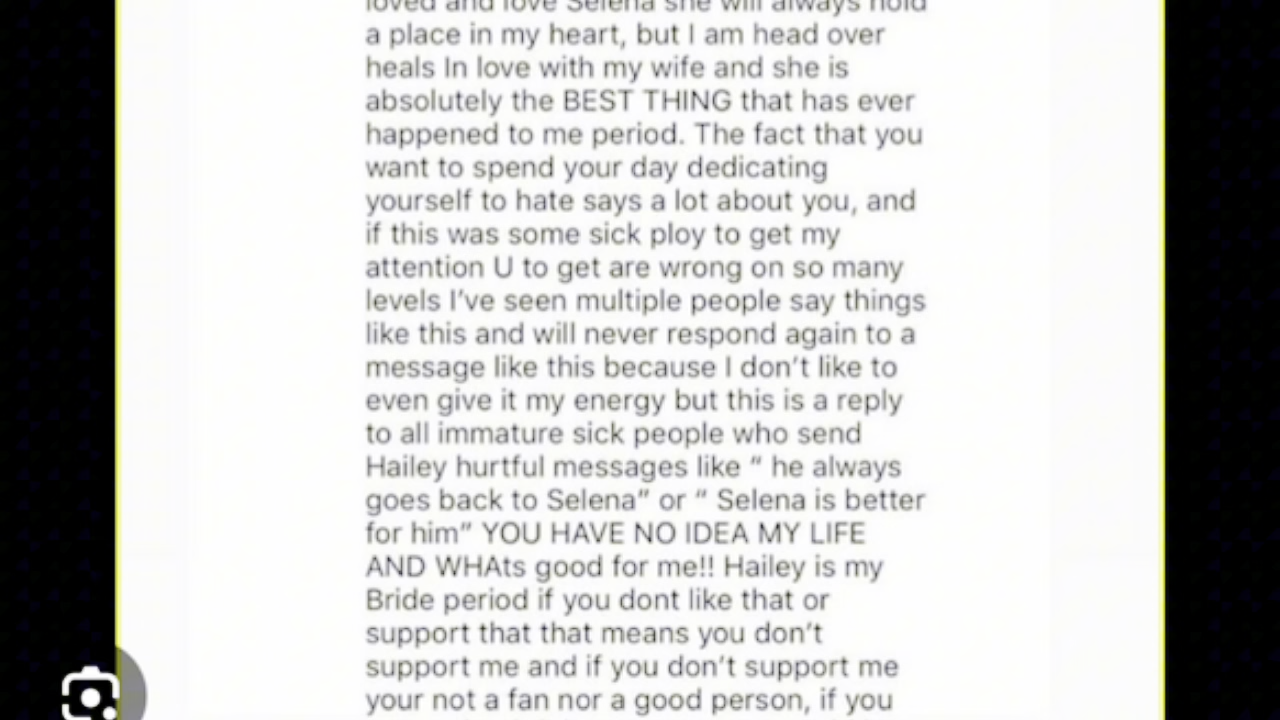 loved and love Selena she will always hold
a place in my heart, but I am head over
heals In love with my wife and she is
absolutely the BEST THING that has ever
happened to me period. The fact that you
want to spend your day dedicating
yourself to hate says a lot about you, and
if this was some sick ploy to get my
attention U to get are wrong on so many
levels I’ve seen multiple people say things
like this and will never respond again to a
message like this because I don’t like to
even give it my energy but this is a reply
to all immature sick people who send
Hailey hurtful messages like “ he always
goes back to Selena” or “ Selena is better
for him” YOU HAVE NO IDEA MY LIFE
AND WHAts good for me!! Hailey is my
Bride period if you dont like that or
support that that means you don’t
support me and if you don’t support me
your not a fan nor a good person, if you